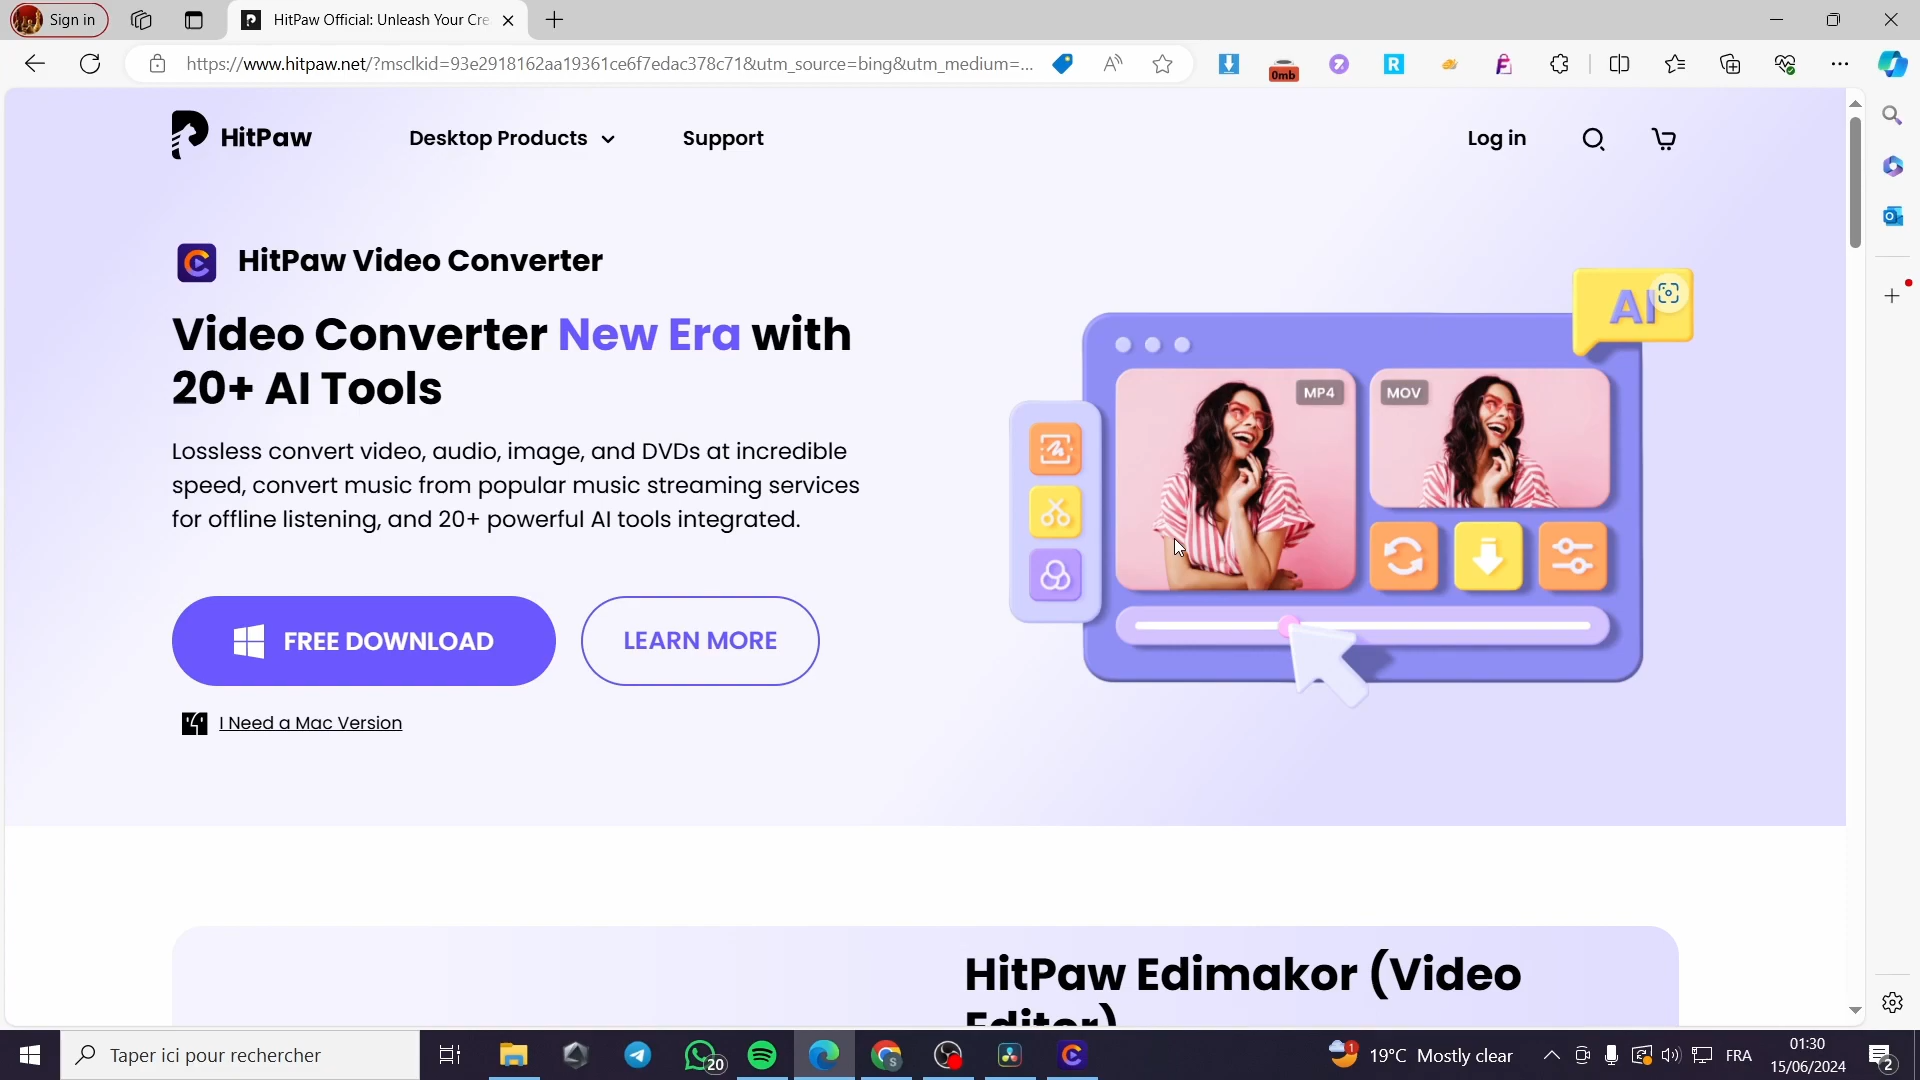 Sign in
HitPaw Official: Unleash Your Cre
https://www.hitpaw.net/?msclkid=93e2918162aa19361ce6f7edac378c71&utm_source=bing&utm_medium=...
0mb
HitPaw
Desktop Products
Support
Log in
HitPaw Video Converter
Video Converter New Era with
20+ AI Tools
Lossless convert video, audio, image, and DVDs at incredible
speed, convert music from popular music streaming services
for offline listening, and 20+ powerful AI tools integrated.
FREE DOWNLOAD
LEARN MORE
I Need a Mac Version
AI
MP4
MOV
HitPaw Edimakor (Video
Editor)
Taper ici pour rechercher
20
1
19°C Mostly clear
FRA
01:30
15/06/2024
2